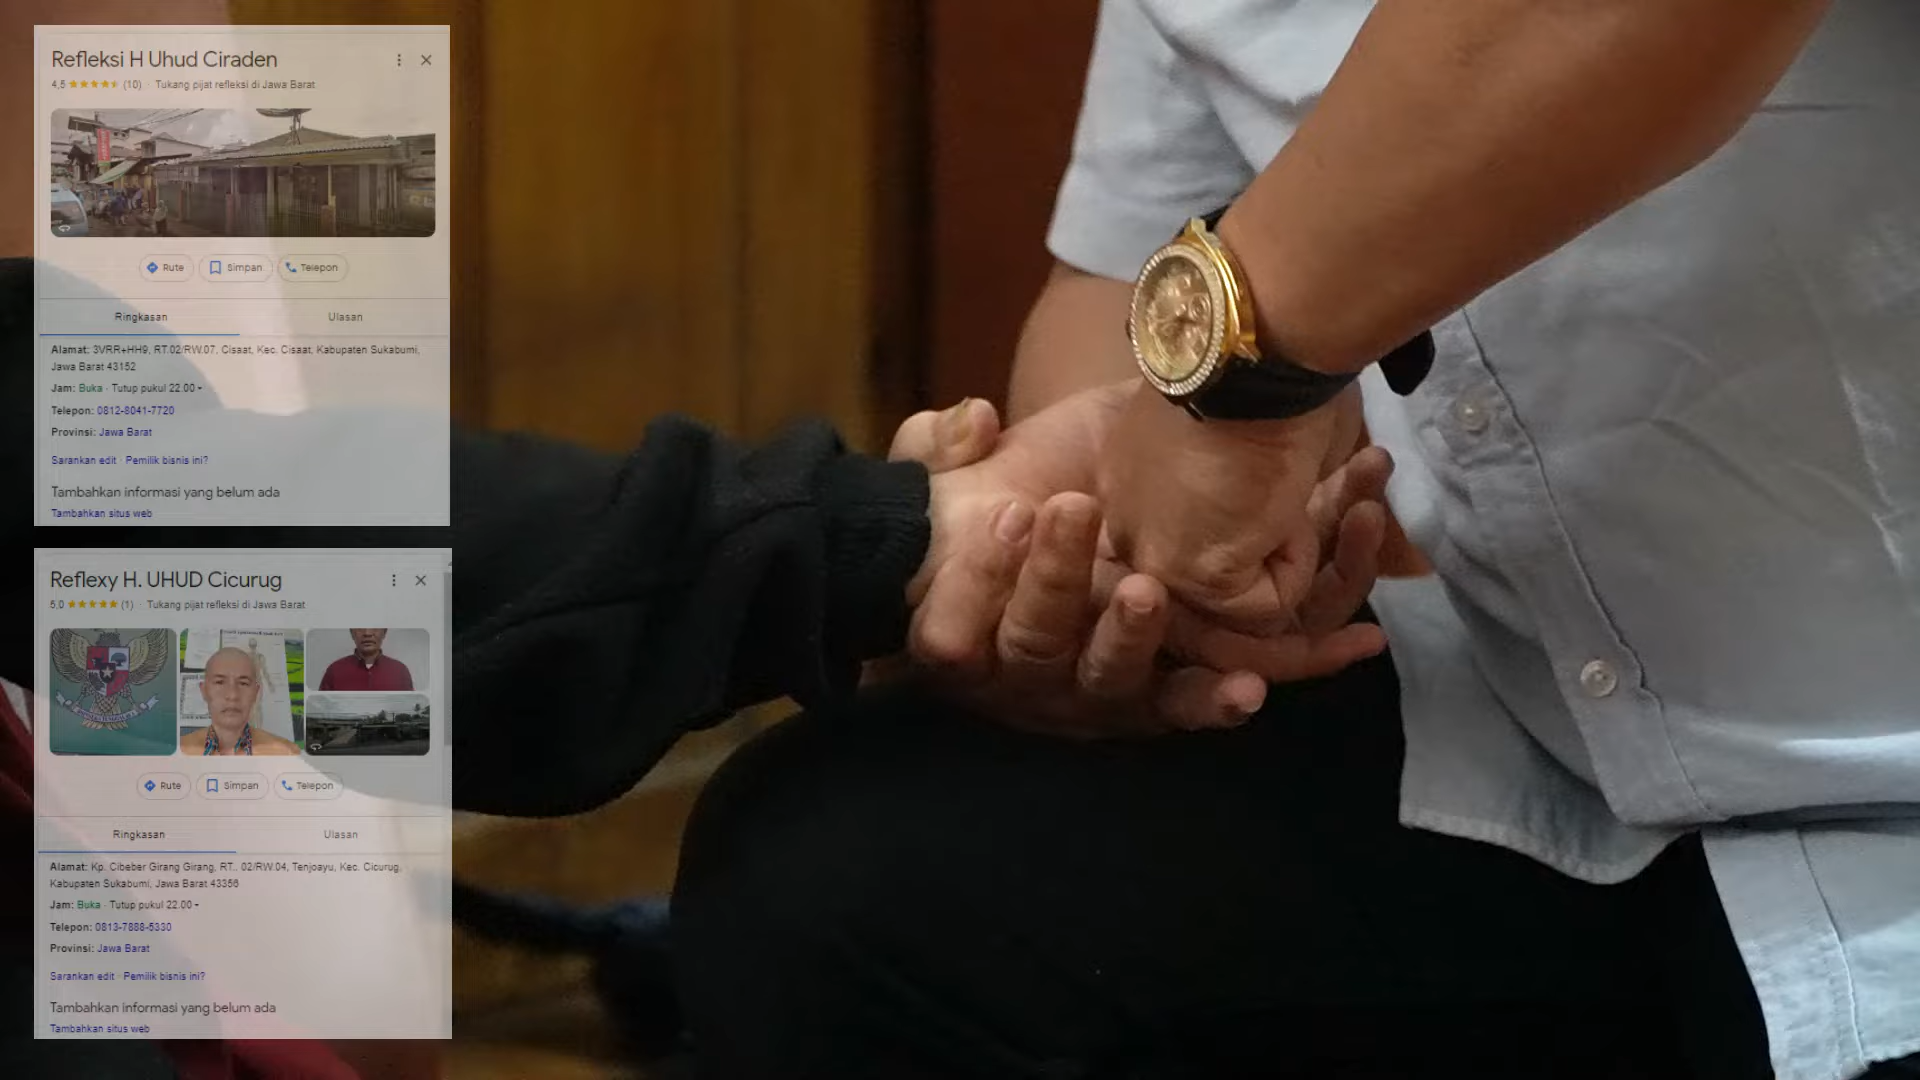 Refleksi H Uhud Ciraden
4,5 (10) · Tukang pijat refleksi di Jawa Barat
Rute
Simpan
Telepon
Ringkasan
Ulasan
Alamat: 3VRR+HH9, RT.02/RW.07, Cisaat, Kec. Cisaat, Kabupaten Sukabumi,
Jawa Barat 43152
Jam: Buka · Tutup pukul 22.00
Telepon: 0812-8041-7720
Provinsi: Jawa Barat
Sarankan edit · Pemilik bisnis ini?
Tambahkan informasi yang belum ada
Tambahkan situs web
Reflexy H. UHUD Cicurug
5,0 (1) · Tukang pijat refleksi di Jawa Barat
Rute
Simpan
Telepon
Ringkasan
Ulasan
Alamat: Kp. Cibeber Girang Girang, RT.. 02/RW.04, Tenjoayu, Kec. Cicurug,
Kabupaten Sukabumi, Jawa Barat 43356
Jam: Buka · Tutup pukul 22.00
Telepon: 0813-7888-5330
Provinsi: Jawa Barat
Sarankan edit · Pemilik bisnis ini?
Tambahkan informasi yang belum ada
Tambahkan situs web